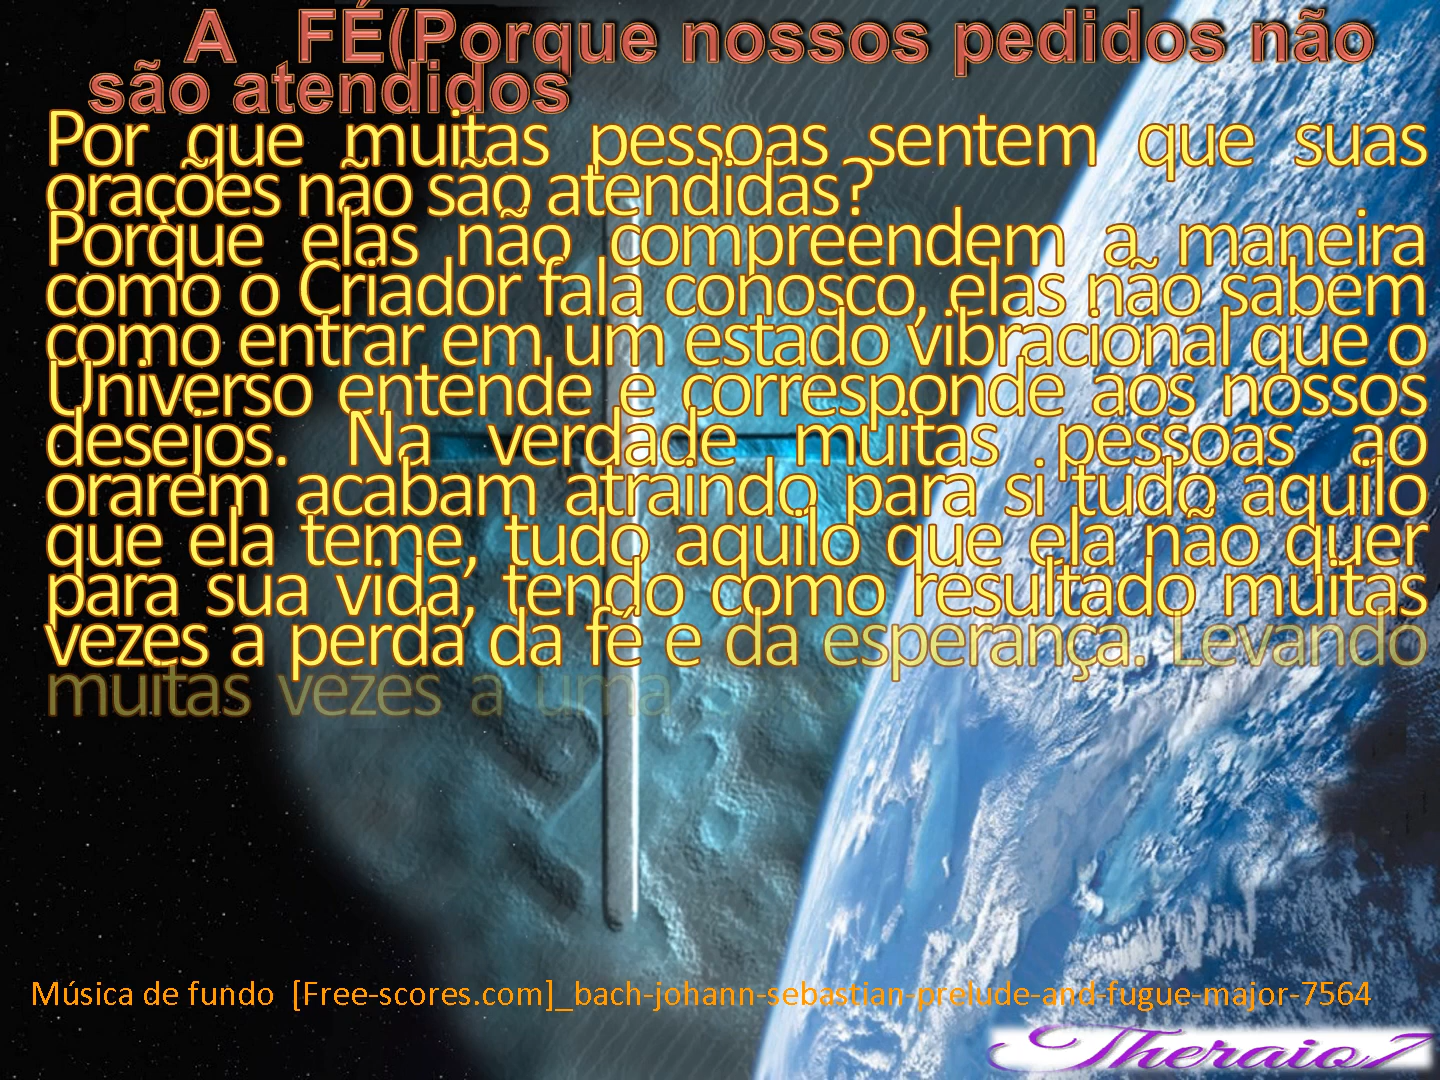 A FÉ(Porque nossos pedidos não
são atendidos
Por que muitas pessoas sentem que suas
orações não são atendidas?
Porque elas não compreendem a maneira
como o Criador fala conosco, elas não sabem
como entrar em um estado vibracional que o
Universo entende e corresponde aos nossos
desejos. Na verdade muitas pessoas ao
orarem acabam atraindo para si tudo aquilo
que ela teme, tudo aquilo que ela não quer
para sua vida, tendo como resultado muitas
vezes a perda da fé e da esperança. Levando
muitas vezes a uma
Música de fundo [Free-scores.com]_bach-johann-sebastian-prelude-and-fugue-major-7564
Theraio7